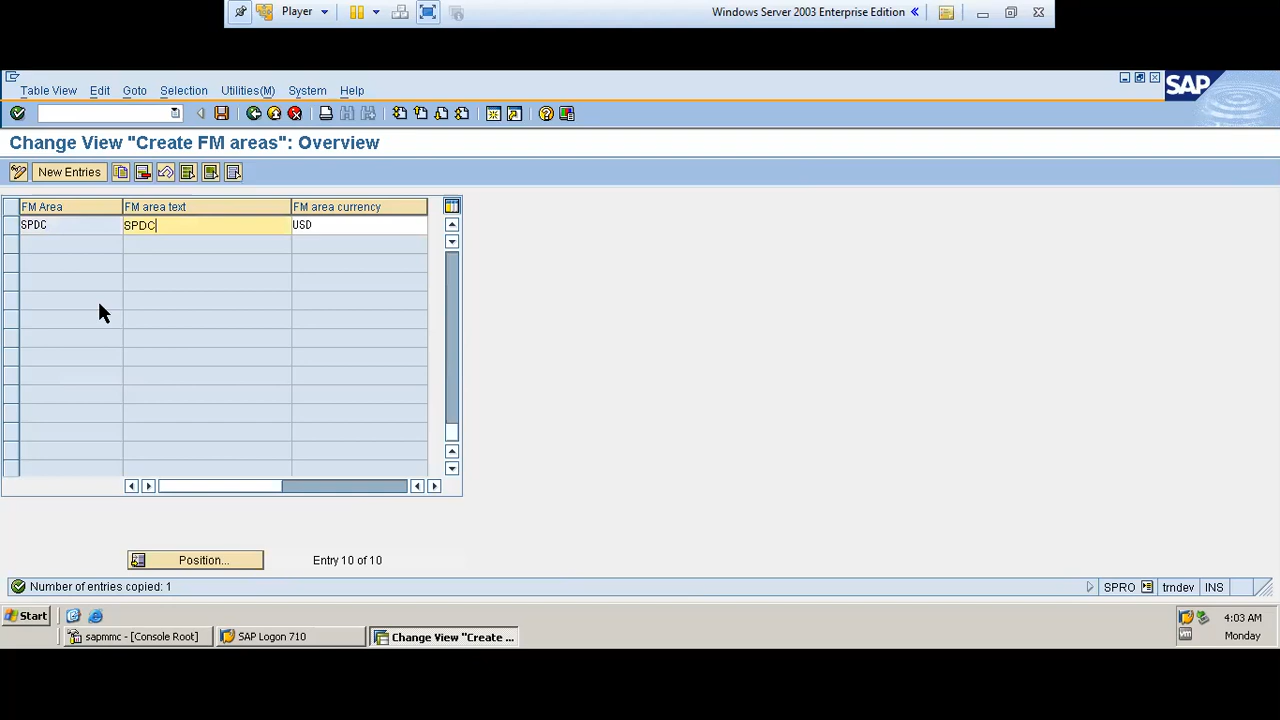 Player
Windows Server 2003 Enterprise Edition
Table View Edit Goto Selection Utilities(M) System Help
SAP
Change View "Create FM areas": Overview
New Entries
FM Area FM area text FM area currency
SPDC SPDC USD
Position... Entry 10 of 10
Number of entries copied: 1 SPRO trndev INS
Start
4:03 AM
sapmmc - [Console Root] SAP Logon 710 Change View "Create ...
Monday